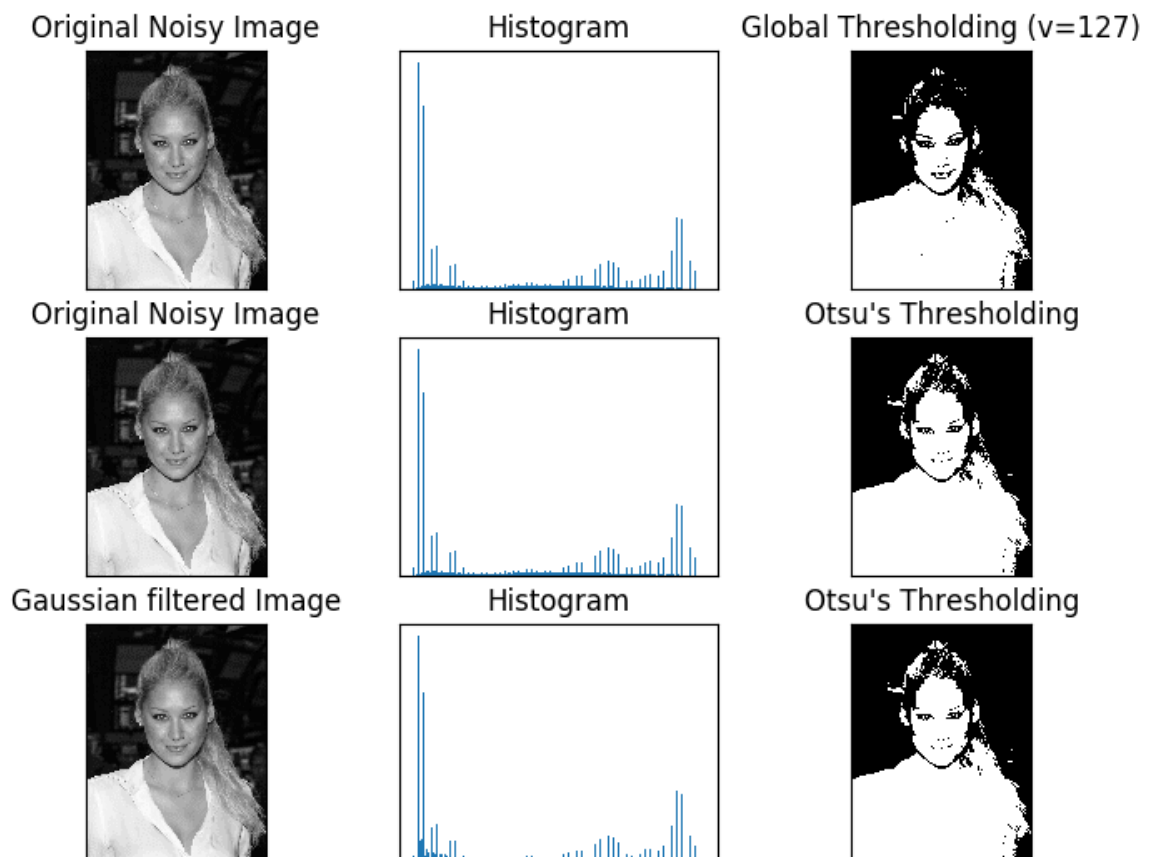 Original Noisy Image
Histogram
Global Thresholding (v=127)
Original Noisy Image
Histogram
Otsu's Thresholding
Gaussian filtered Image
Histogram
Otsu's Thresholding